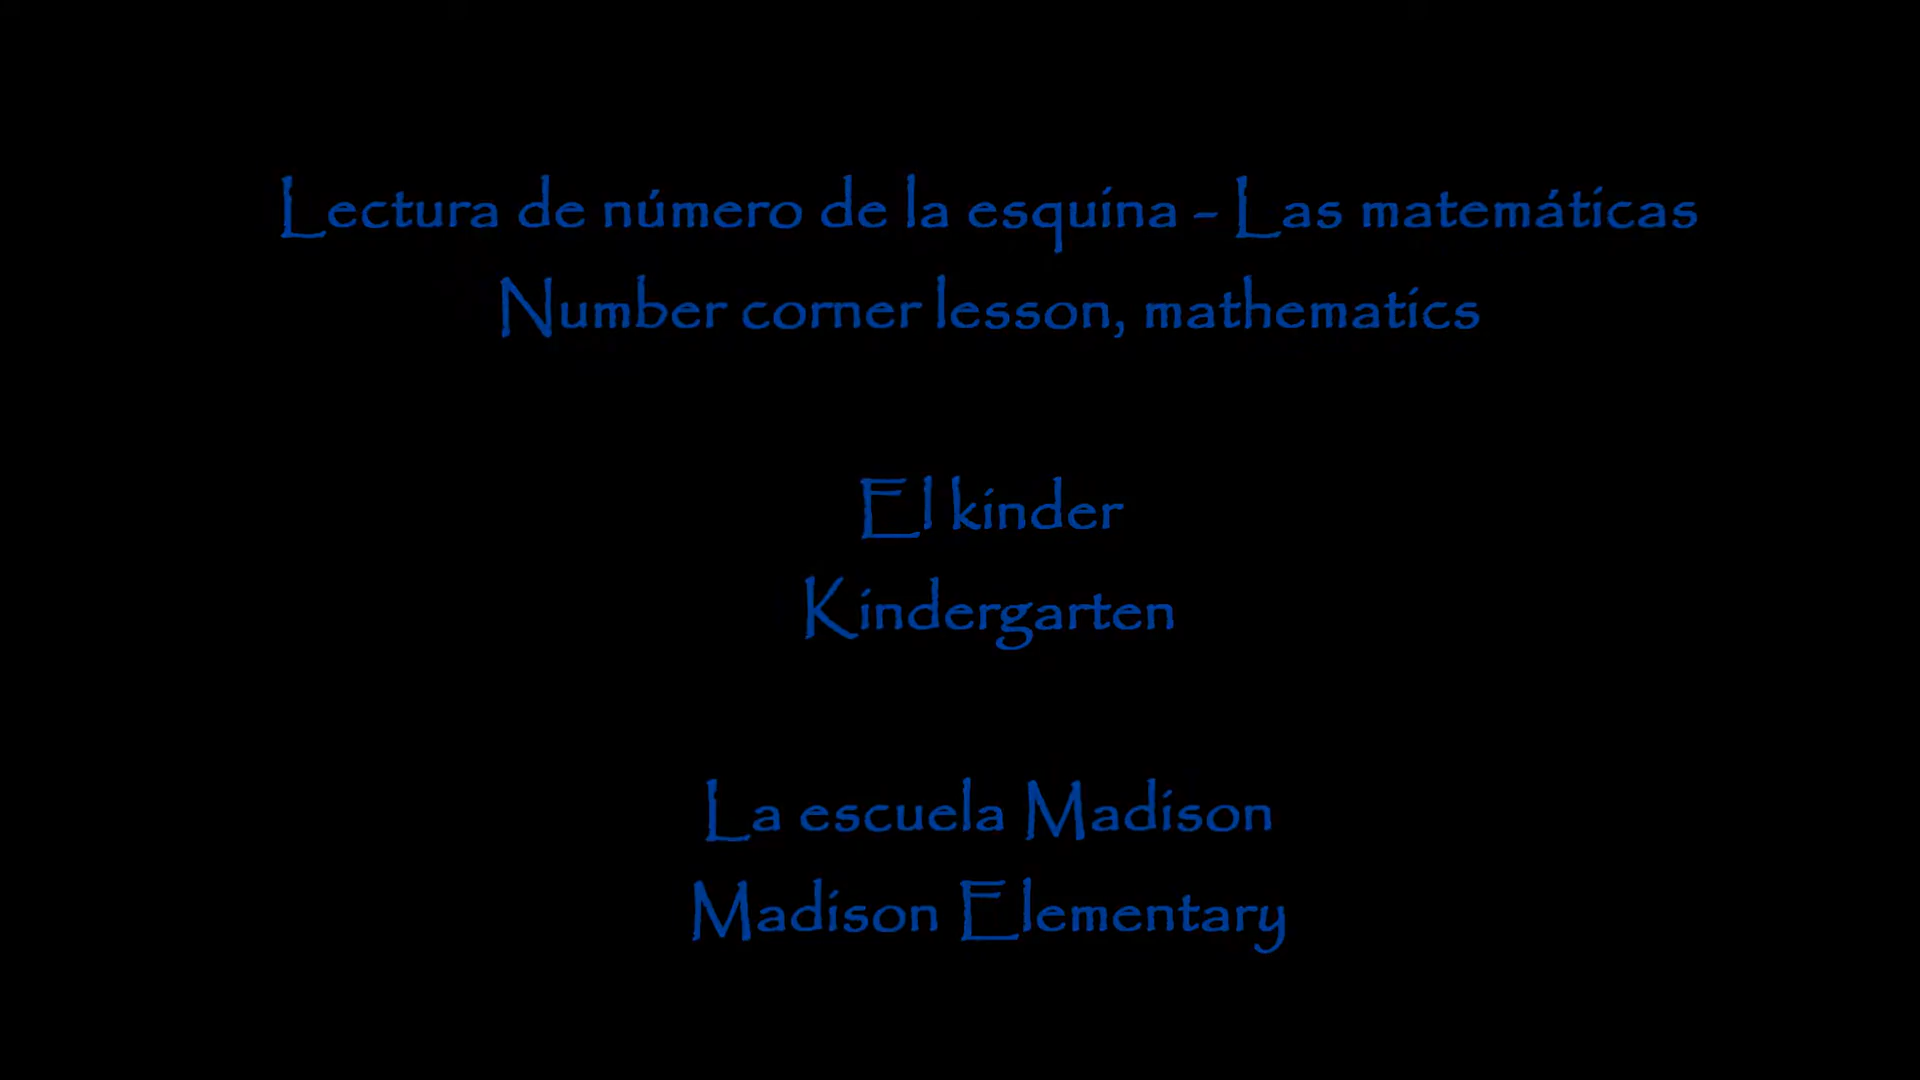 Lectura de número de la esquina - Las matemáticas
Number corner lesson, mathematics
El kinder
Kindergarten
La escuela Madison
Madison Elementary